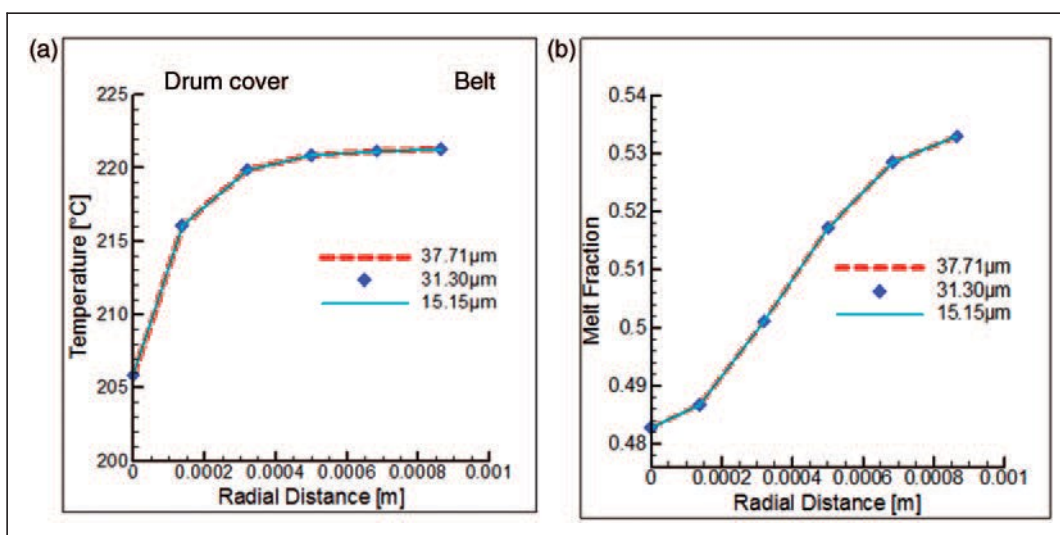 (a)
Drum cover Belt
225
220
215
210
205
200
Temperature [°C]
37.71µm
31.30µm
15.15µm
0 0.0002 0.0004 0.0006 0.0008 0.001
Radial Distance [m]
(b)
0.54
0.53
0.52
0.51
0.5
0.49
0.48
Melt Fraction
37.71µm
31.30µm
15.15µm
0 0.0002 0.0004 0.0006 0.0008 0.001
Radial Distance [m]